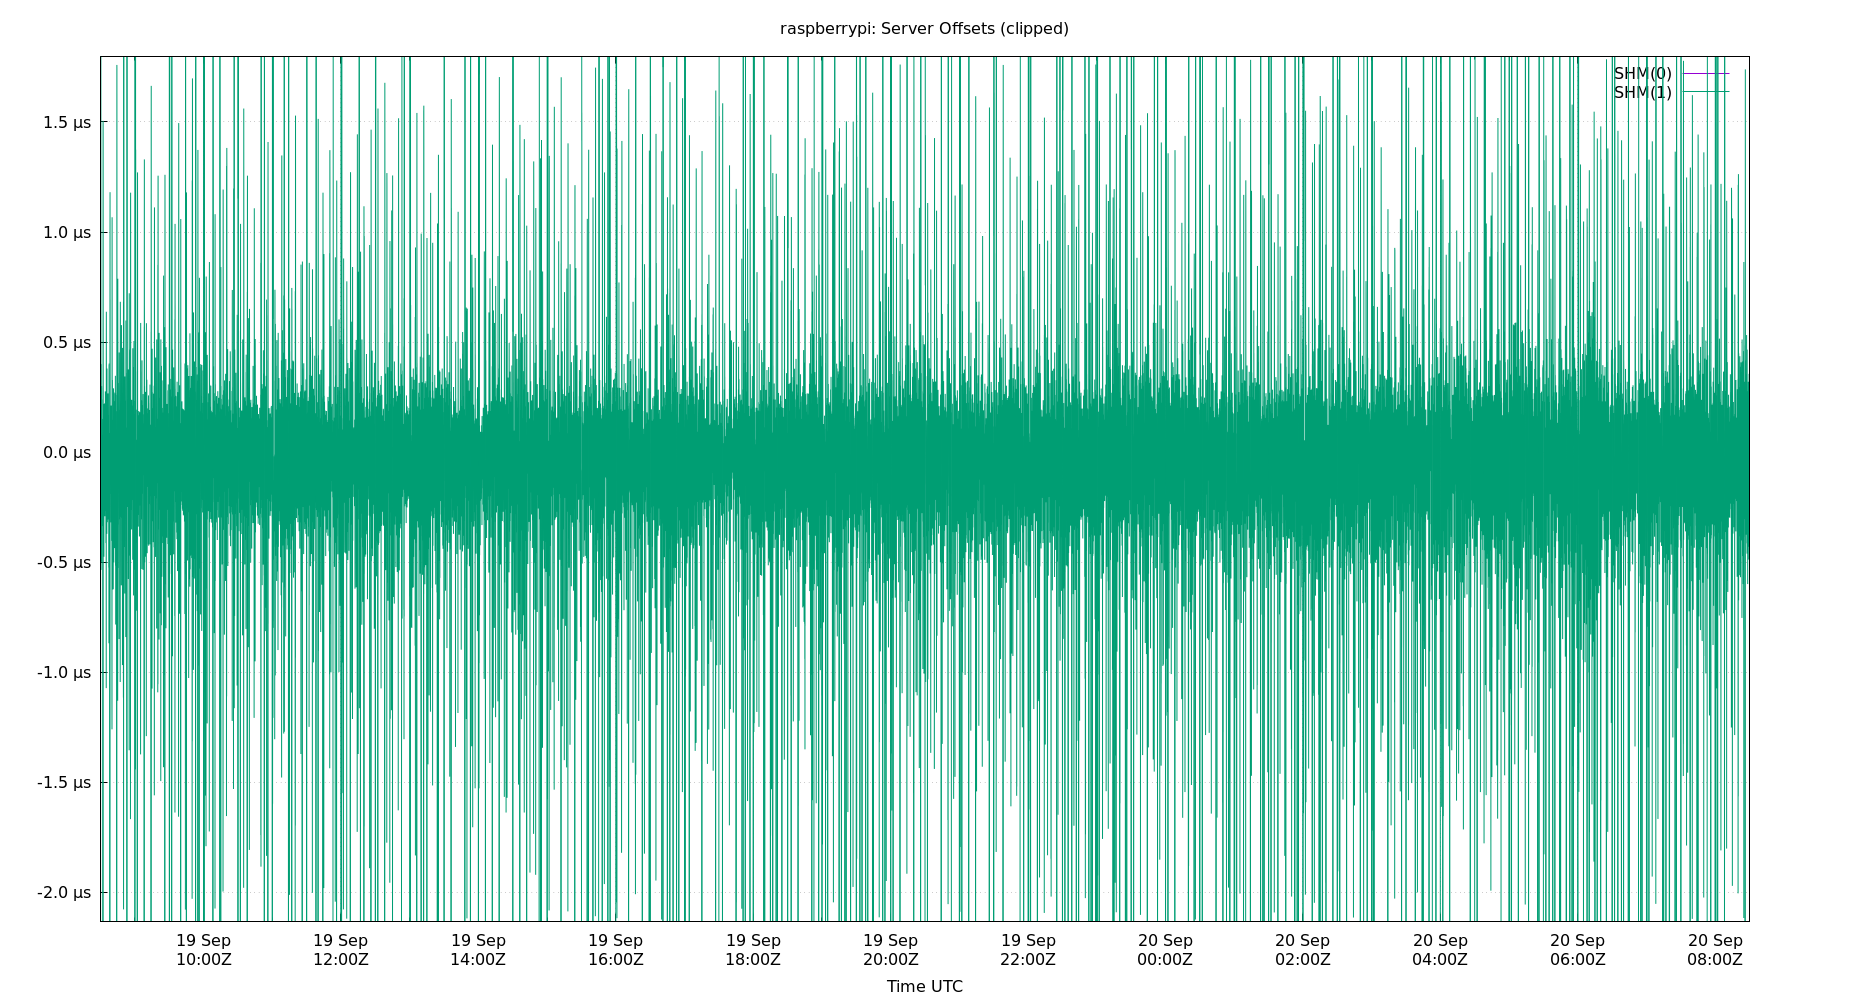 raspberrypi: Server Offsets (clipped)
SHM(0)
SHM(1)
1.5 µs
1.0 µs
0.5 µs
0.0 µs
-0.5 µs
-1.0 µs
-1.5 µs
-2.0 µs
19 Sep 19 Sep 19 Sep 19 Sep 19 Sep 19 Sep 19 Sep 20 Sep 20 Sep 20 Sep 20 Sep 20 Sep
10:00Z 12:00Z 14:00Z 16:00Z 18:00Z 20:00Z 22:00Z 00:00Z 02:00Z 04:00Z 06:00Z 08:00Z
Time UTC